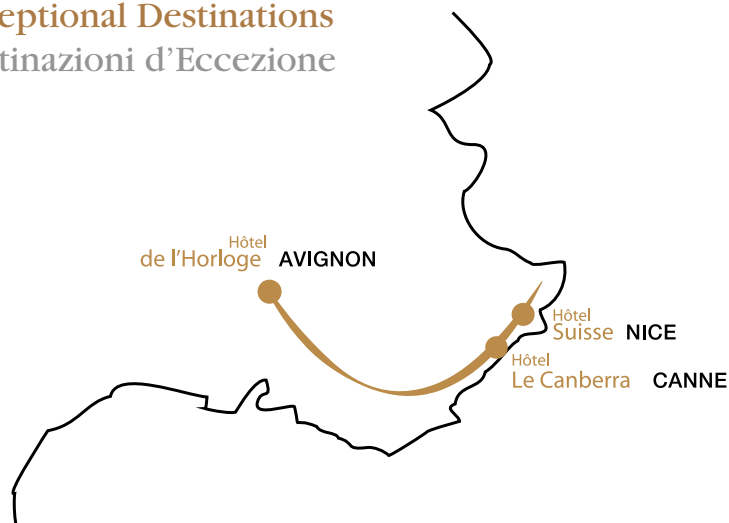 eptional Destinations
tinazioni d'Eccezione
Hôtel
de l'Horloge AVIGNON
Hôtel
Suisse NICE
Hôtel
Le Canberra CANNE